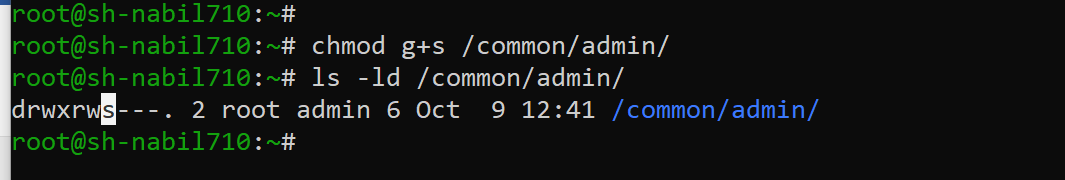 root@sh-nabil710:~#
root@sh-nabil710:~# chmod g+s /common/admin/
root@sh-nabil710:~# ls -ld /common/admin/
drwxrws---. 2 root admin 6 Oct  9 12:41 /common/admin/
root@sh-nabil710:~#